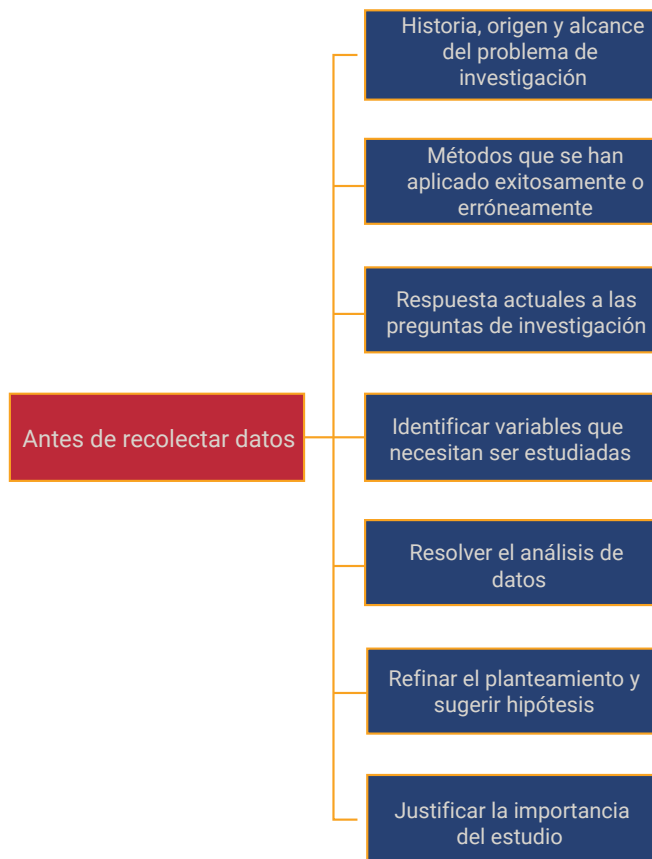 Historia, origen y alcance
del problema de
investigación
Métodos que se han
aplicado exitosamente o
erróneamente
Respuesta actuales a las
preguntas de investigación
Antes de recolectar datos
Identificar variables que
necesitan ser estudiadas
Resolver el análisis de
datos
Refinar el planteamiento y
sugerir hipótesis
Justificar la importancia
del estudio